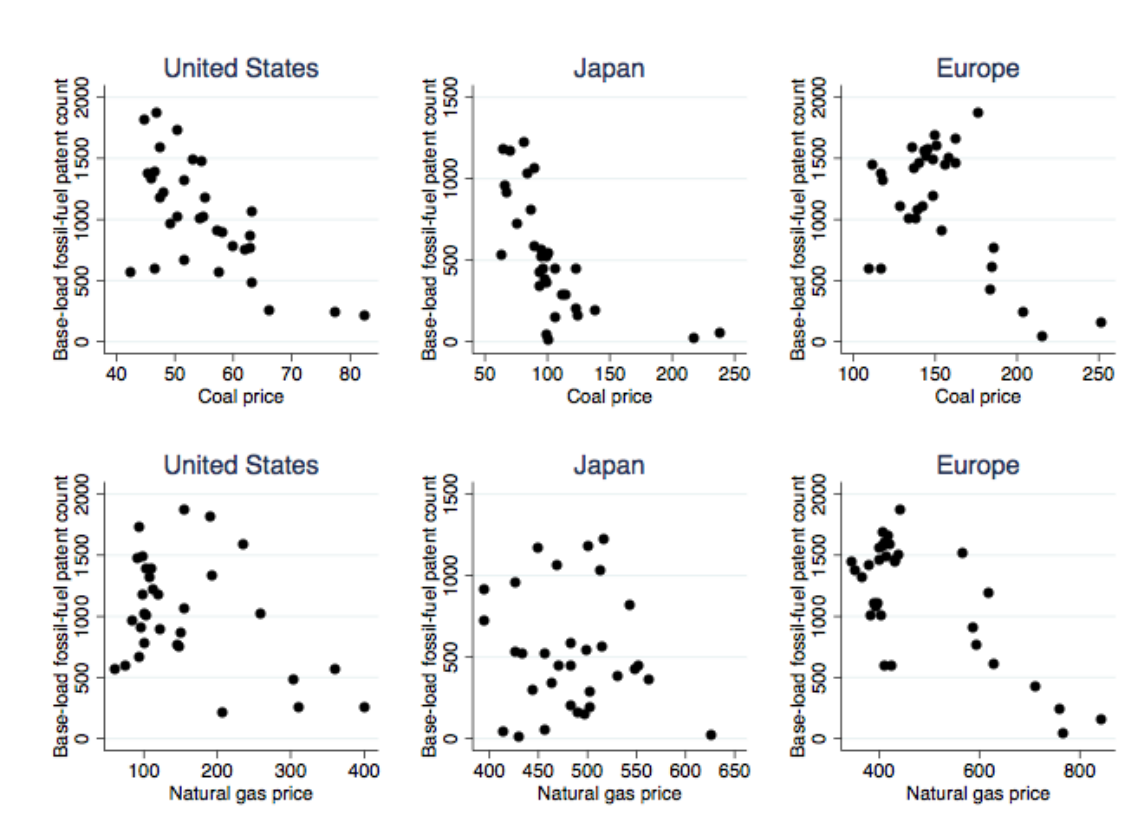 United States
Japan
Europe
Base-load fossil-fuel patent count
0 500 1000 1500 2000
40 50 60 70 80
Coal price
Base-load fossil-fuel patent count
0 500 1000 1500
50 100 150 200 250
Coal price
Base-load fossil-fuel patent count
0 500 1000 1500 2000
100 150 200 250
Coal price
United States
Japan
Europe
Base-load fossil-fuel patent count
0 500 1000 1500 2000
100 200 300 400
Natural gas price
Base-load fossil-fuel patent count
0 500 1000 1500
400 450 500 550 600 650
Natural gas price
Base-load fossil-fuel patent count
0 500 1000 1500 2000
400 600 800
Natural gas price